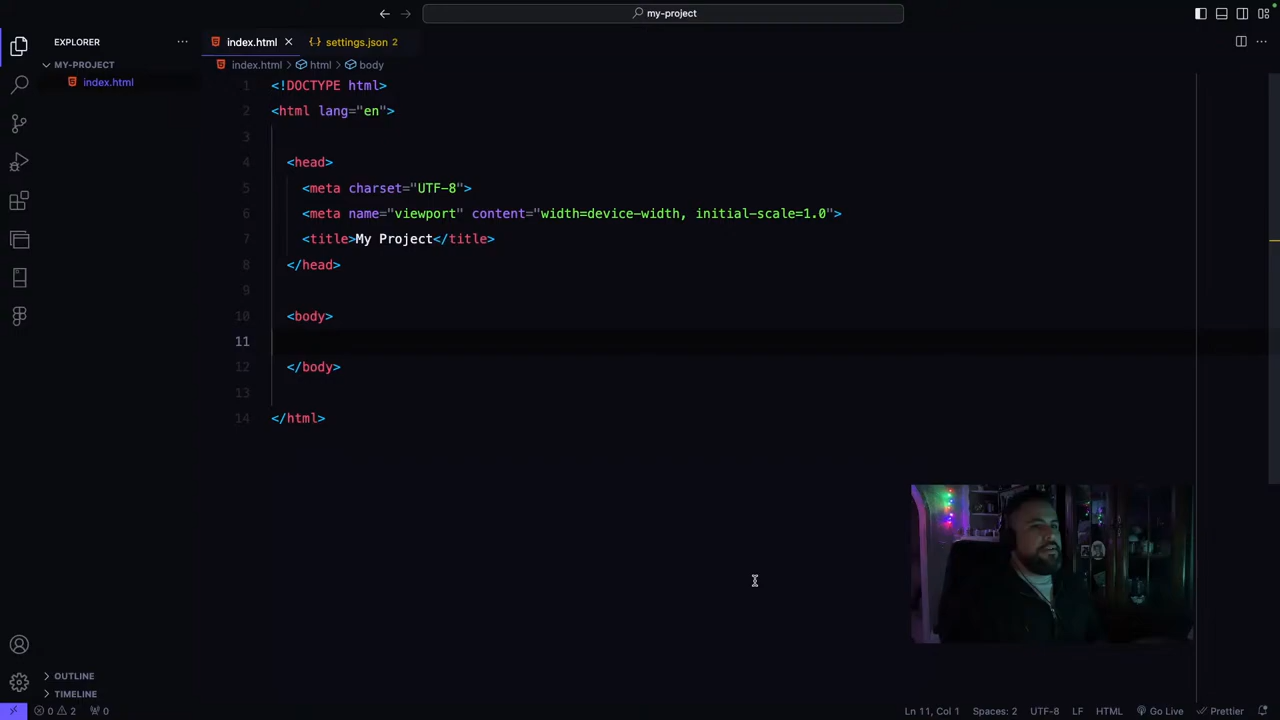 my-project
EXPLORER
index.html
settings.json 2
MY-PROJECT
index.html
index.html > html > body
1 <!DOCTYPE html>
2 <html lang="en">
3
4 <head>
5 <meta charset="UTF-8">
6 <meta name="viewport" content="width=device-width, initial-scale=1.0">
7 <title>My Project</title>
8 </head>
9
10 <body>
11
12 </body>
13
14 </html>
OUTLINE
TIMELINE
0 2 0
Ln 11, Col 1 Spaces: 2 UTF-8 LF HTML Go Live Prettier